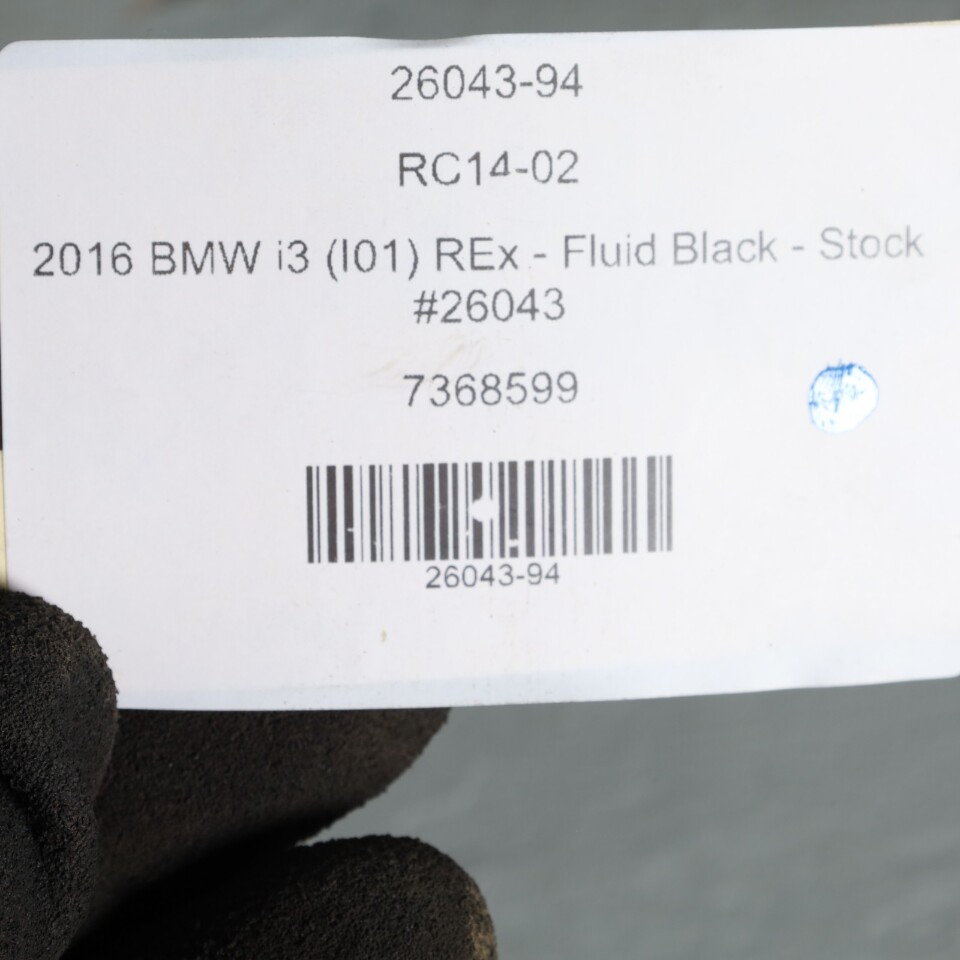 26043-94
RC14-02
2016 BMW i3 (I01) REx - Fluid Black - Stock
#26043
7368599
26043-94